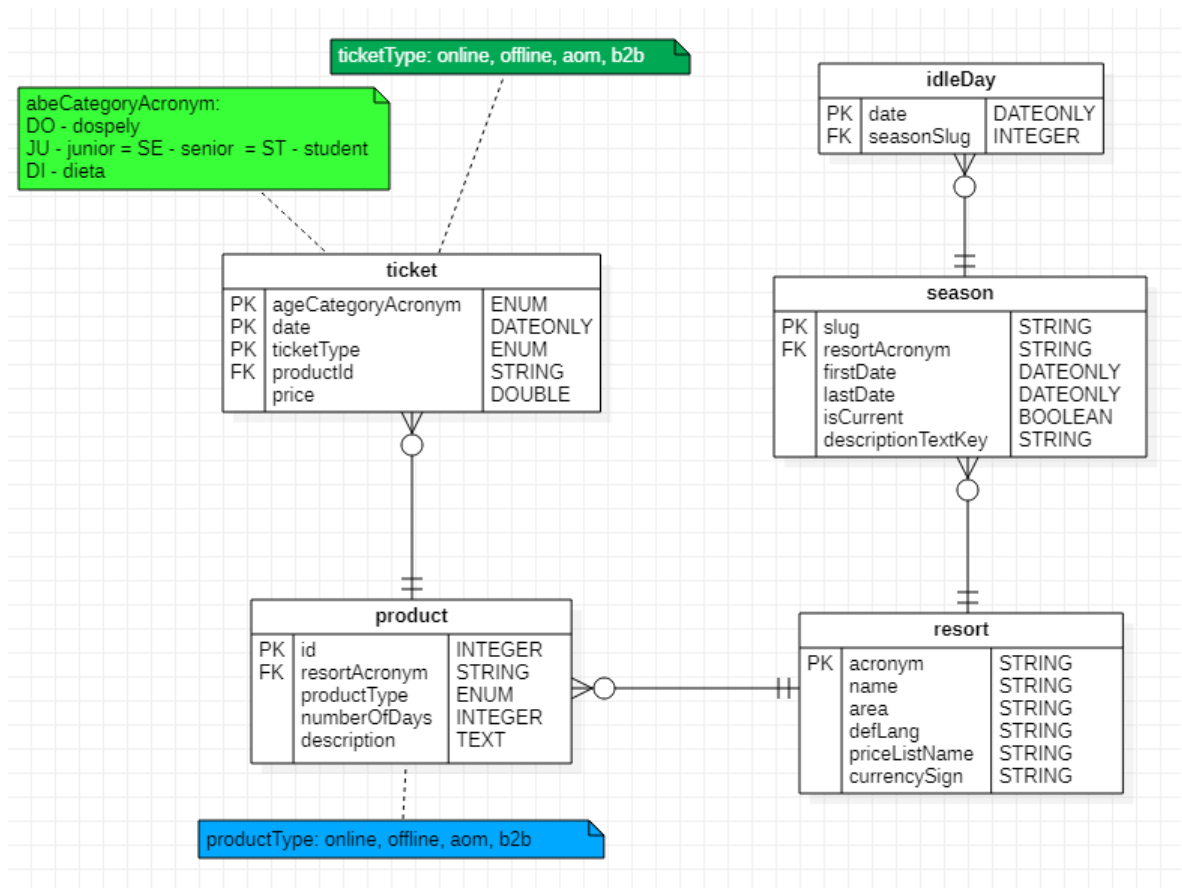 ticketType: online, offline, aom, b2b
abeCategoryAcronym:
DO - dospely
JU - junior = SE - senior  = ST - student
DI - dieta
idleDay
PK date DATEONLY
FK seasonSlug INTEGER
ticket
PK ageCategoryAcronym ENUM
PK date DATEONLY
PK ticketType ENUM
FK productId STRING
price DOUBLE
season
PK slug STRING
FK resortAcronym STRING
firstDate DATEONLY
lastDate DATEONLY
isCurrent BOOLEAN
descriptionTextKey STRING
product
PK id INTEGER
FK resortAcronym STRING
productType ENUM
numberOfDays INTEGER
description TEXT
resort
PK acronym STRING
name STRING
area STRING
defLang STRING
priceListName STRING
currencySign STRING
productType: online, offline, aom, b2b